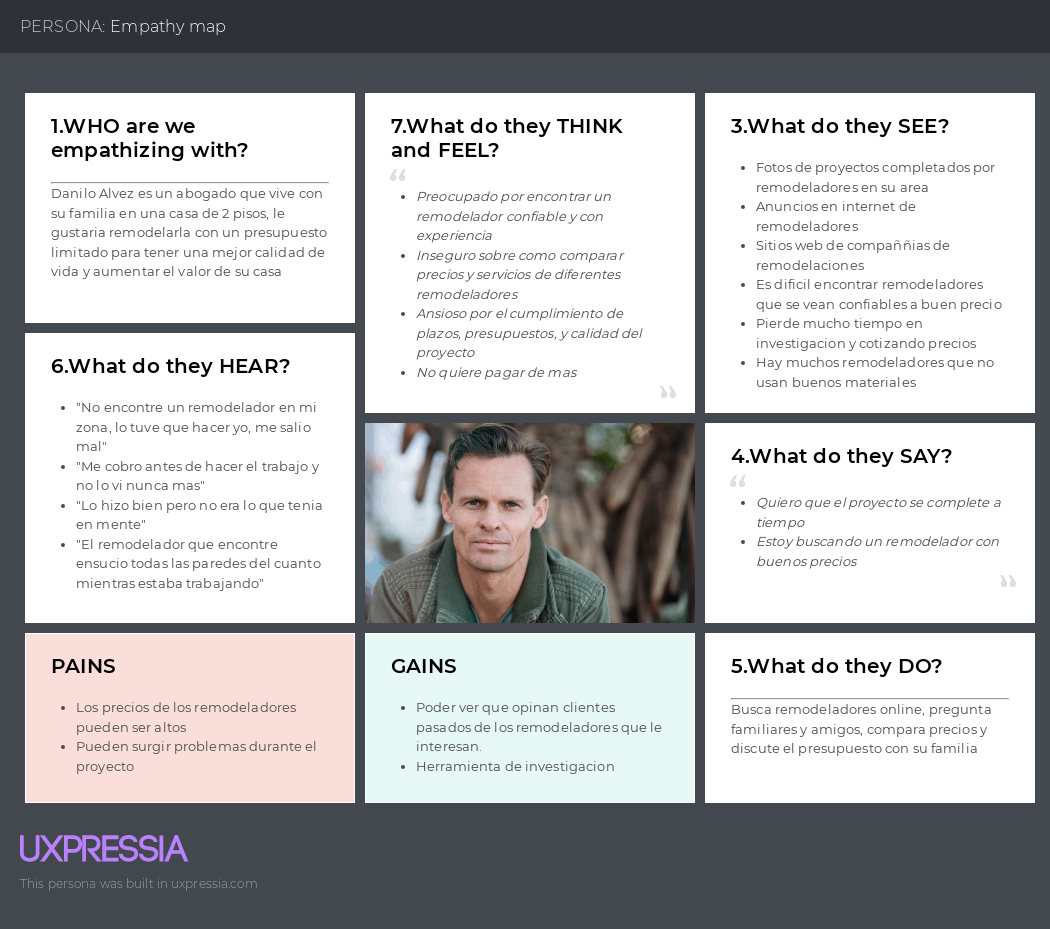 PERSONA: Empathy map
1.WHO are we
empathizing with?
Danilo Alvez es un abogado que vive con
su familia en una casa de 2 pisos, le
gustaria remodelarla con un presupuesto
limitado para tener una mejor calidad de
vida y aumentar el valor de su casa
7.What do they THINK
and FEEL?
“
• Preocupado por encontrar un
remodelador confiable y con
experiencia
• Inseguro sobre como comparar
precios y servicios de diferentes
remodeladores
• Ansioso por el cumplimiento de
plazos, presupuestos, y calidad del
proyecto
• No quiere pagar de mas
”
3.What do they SEE?
• Fotos de proyectos completados por
remodeladores en su area
• Anuncios en internet de
remodeladores
• Sitios web de compaññias de
remodelaciones
• Es dificil encontrar remodeladores
que se vean confiables a buen precio
• Pierde mucho tiempo en
investigacion y cotizando precios
• Hay muchos remodeladores que no
usan buenos materiales
6.What do they HEAR?
• "No encontre un remodelador en mi
zona, lo tuve que hacer yo, me salio
mal"
• "Me cobro antes de hacer el trabajo y
no lo vi nunca mas"
• "Lo hizo bien pero no era lo que tenia
en mente"
• "El remodelador que encontre
ensucio todas las paredes del cuanto
mientras estaba trabajando"
4.What do they SAY?
“
• Quiero que el proyecto se complete a
tiempo
• Estoy buscando un remodelador con
buenos precios
”
PAINS
• Los precios de los remodeladores
pueden ser altos
• Pueden surgir problemas durante el
proyecto
GAINS
• Poder ver que opinan clientes
pasados de los remodeladores que le
interesan.
• Herramienta de investigacion
5.What do they DO?
Busca remodeladores online, pregunta
familiares y amigos, compara precios y
discute el presupuesto con su familia
UXPRESSIA
This persona was built in uxpressia.com